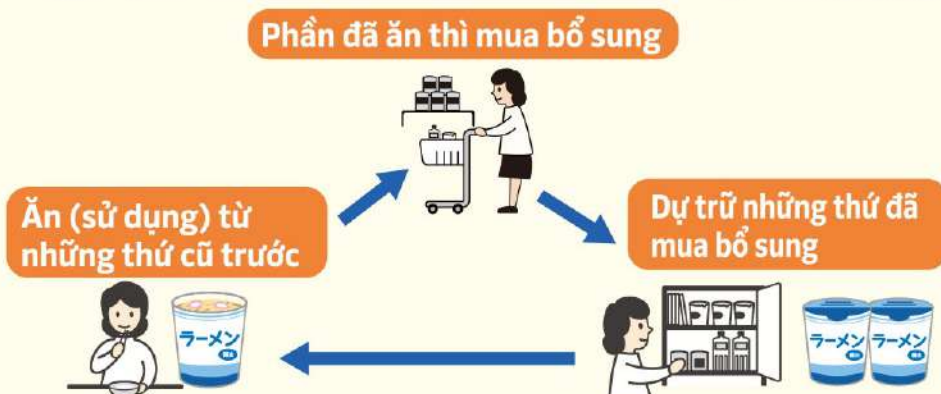 Phần đã ăn thì mua bổ sung
Ăn (sử dụng) từ
những thứ cũ trước
Dự trữ những thứ đã
mua bổ sung
ラーメン
ラーメン
ラーメン